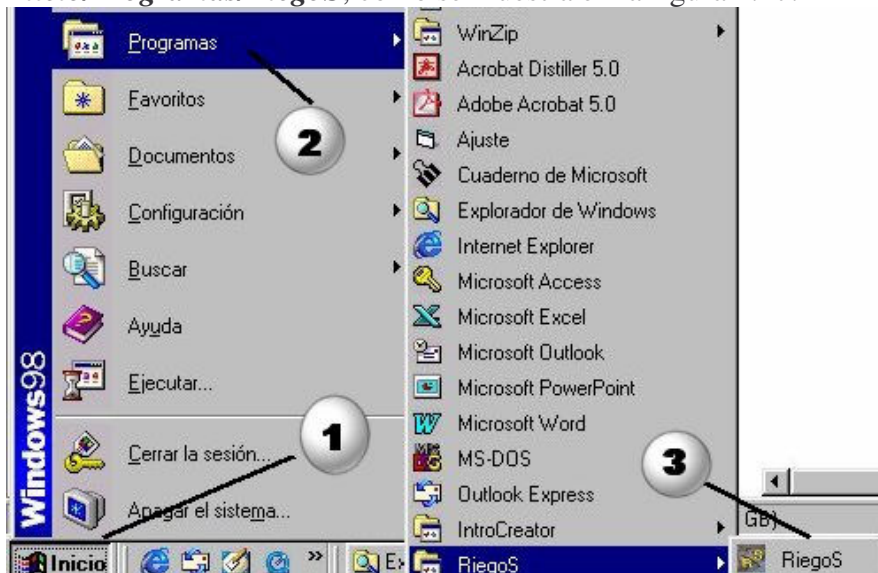 Programas
Favoritos
Documentos
Configuración
Buscar
Ayuda
Ejecutar...
Cerrar la sesión...
Apagar el sistema...
Windows98
Inicio
»
WinZip
Acrobat Distiller 5.0
Adobe Acrobat 5.0
Ajuste
Cuaderno de Microsoft
Explorador de Windows
Internet Explorer
Microsoft Access
Microsoft Excel
Microsoft Outlook
Microsoft PowerPoint
Microsoft Word
MS-DOS
Outlook Express
IntroCreator
RiegoS
GB)
RiegoS
1
2
3